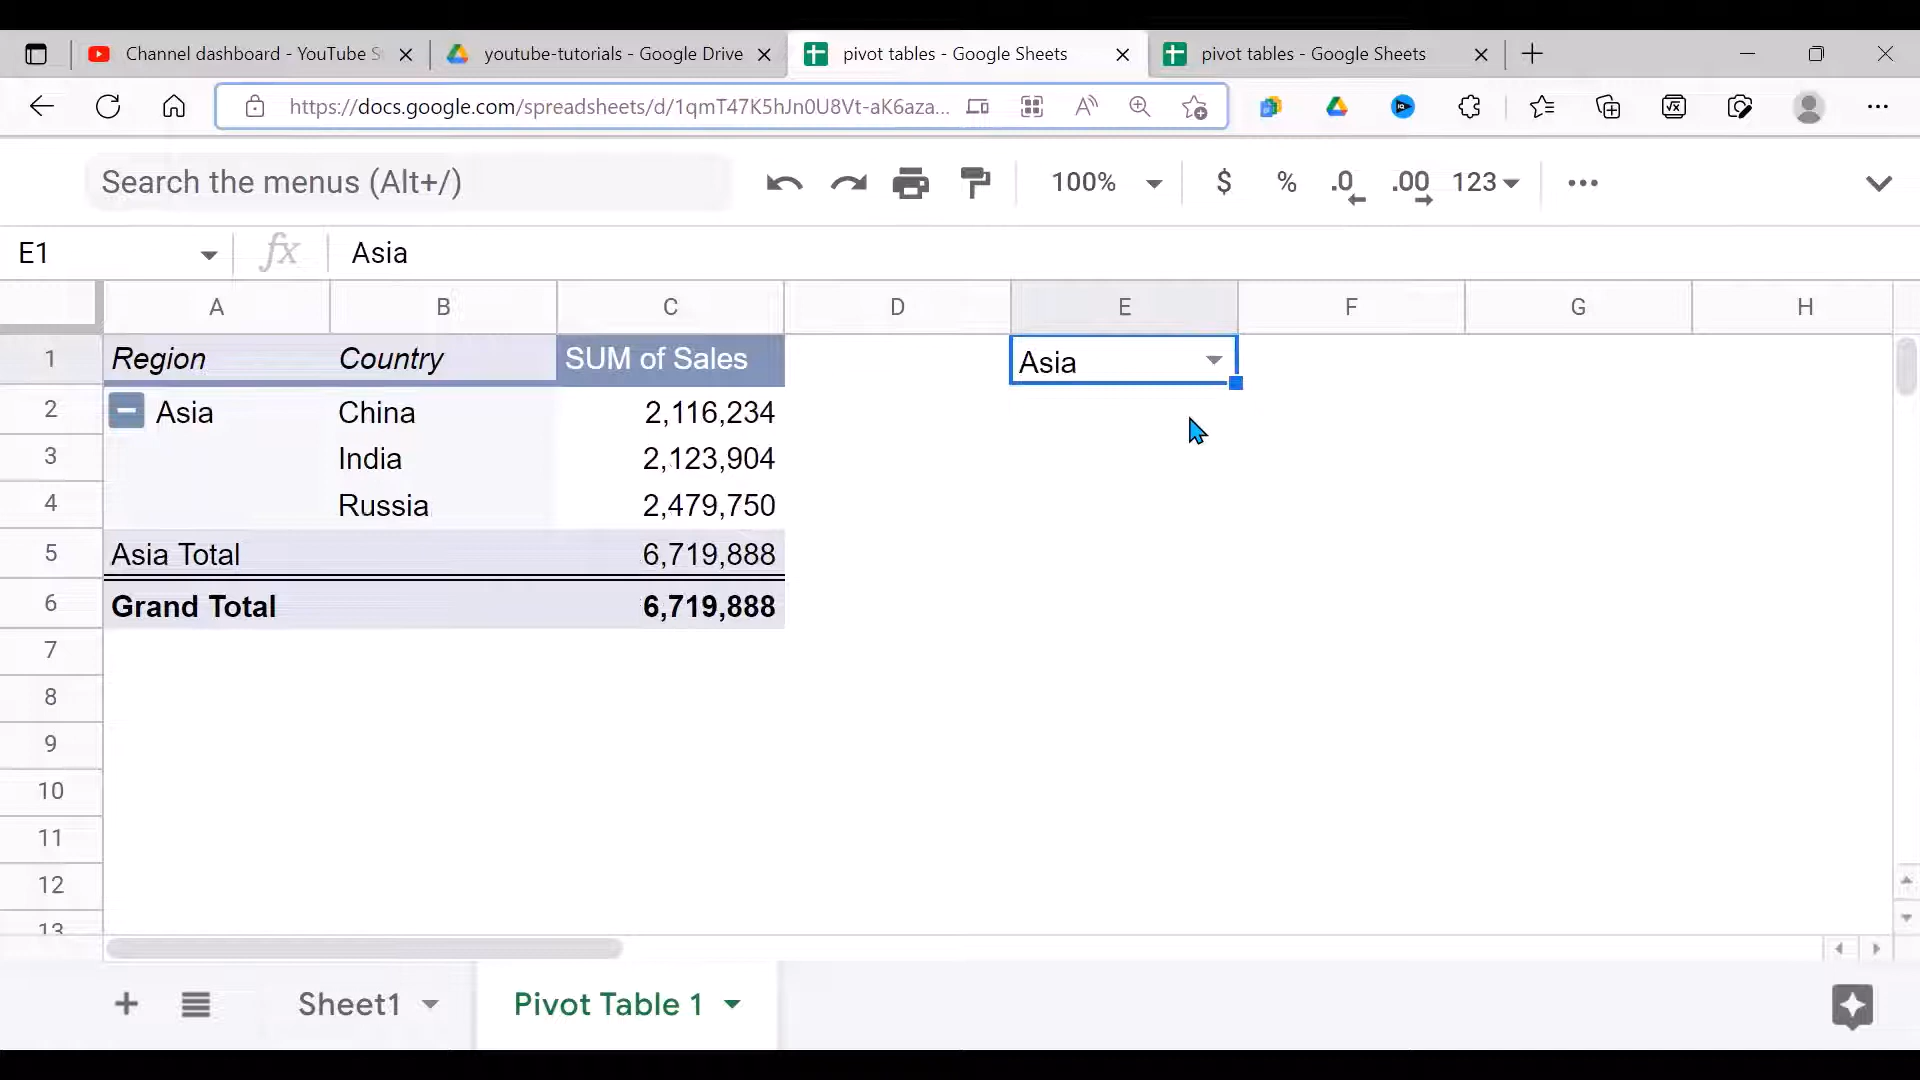 Channel dashboard - YouTube S
youtube-tutorials - Google Drive
pivot tables - Google Sheets
pivot tables - Google Sheets
https://docs.google.com/spreadsheets/d/1qmT47K5hJn0U8Vt-aK6aza...
Search the menus (Alt+/)
100%
$
%
.0
.00
123
E1
fx
Asia
A B C D E F G H
1 Region Country SUM of Sales Asia
2 Asia China 2,116,234
3 India 2,123,904
4 Russia 2,479,750
5 Asia Total 6,719,888
6 Grand Total 6,719,888
7
8
9
10
11
12
13
Sheet1
Pivot Table 1